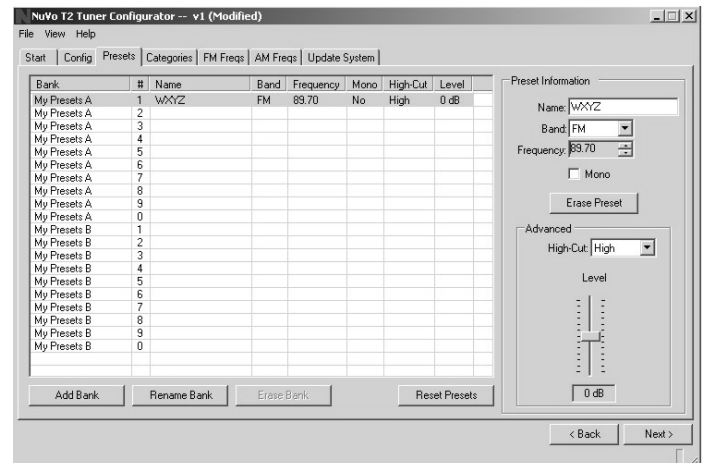 NuVo T2 Tuner Configurator -- v1 (Modified)
File View Help
Start Config Presets Categories FM Freqs AM Freqs Update System
Bank # Name Band Frequency Mono High-Cut Level
My Presets A 1 WXYZ FM 89.70 No High 0 dB
My Presets A 2
My Presets A 3
My Presets A 4
My Presets A 5
My Presets A 6
My Presets A 7
My Presets A 8
My Presets A 9
My Presets A 0
My Presets B 1
My Presets B 2
My Presets B 3
My Presets B 4
My Presets B 5
My Presets B 6
My Presets B 7
My Presets B 8
My Presets B 9
My Presets B 0
Add Bank Rename Bank Erase Bank Reset Presets
Preset Information
Name: WXYZ
Band: FM
Frequency: 89.70
Mono
Erase Preset
Advanced
High-Cut: High
Level
0 dB
< Back Next >